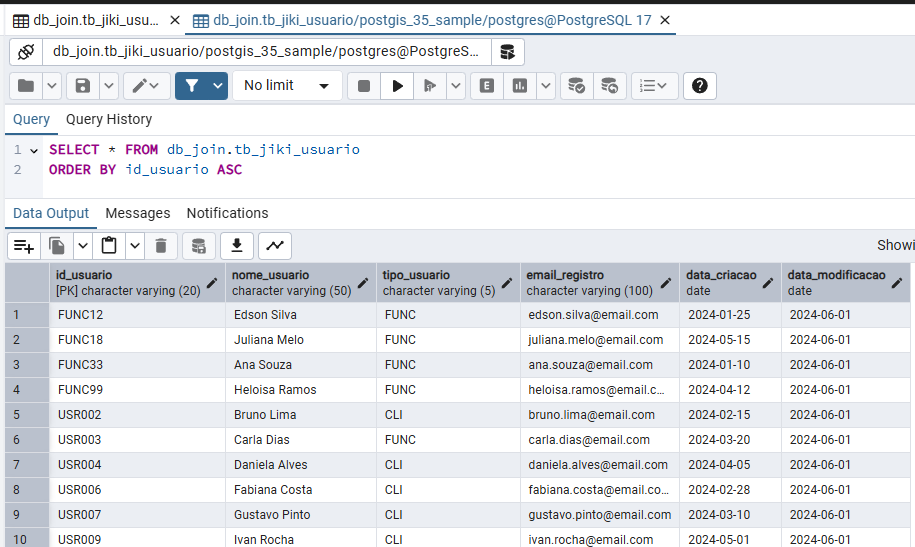 db_join.tb_jiki_usu... × db_join.tb_jiki_usuario/postgis_35_sample/postgres@PostgreSQL 17 ×
db_join.tb_jiki_usuario/postgis_35_sample/postgres@PostgreS...
No limit E ?
Query Query History
1 SELECT * FROM db_join.tb_jiki_usuario
2 ORDER BY id_usuario ASC
Data Output Messages Notifications
Showi
id_usuario nome_usuario tipo_usuario email_registro data_criacao data_modificacao
[PK] character varying (20) character varying (50) character varying (5) character varying (100) date date
1 FUNC12 Edson Silva FUNC edson.silva@email.com 2024-01-25 2024-06-01
2 FUNC18 Juliana Melo FUNC juliana.melo@email.com 2024-05-15 2024-06-01
3 FUNC33 Ana Souza FUNC ana.souza@email.com 2024-01-10 2024-06-01
4 FUNC99 Heloisa Ramos FUNC heloisa.ramos@email.c... 2024-04-12 2024-06-01
5 USR002 Bruno Lima CLI bruno.lima@email.com 2024-02-15 2024-06-01
6 USR003 Carla Dias FUNC carla.dias@email.com 2024-03-20 2024-06-01
7 USR004 Daniela Alves CLI daniela.alves@email.com 2024-04-05 2024-06-01
8 USR006 Fabiana Costa CLI fabiana.costa@email.co... 2024-02-28 2024-06-01
9 USR007 Gustavo Pinto CLI gustavo.pinto@email.com 2024-03-10 2024-06-01
10 USR009 Ivan Rocha CLI ivan.rocha@email.com 2024-05-01 2024-06-01